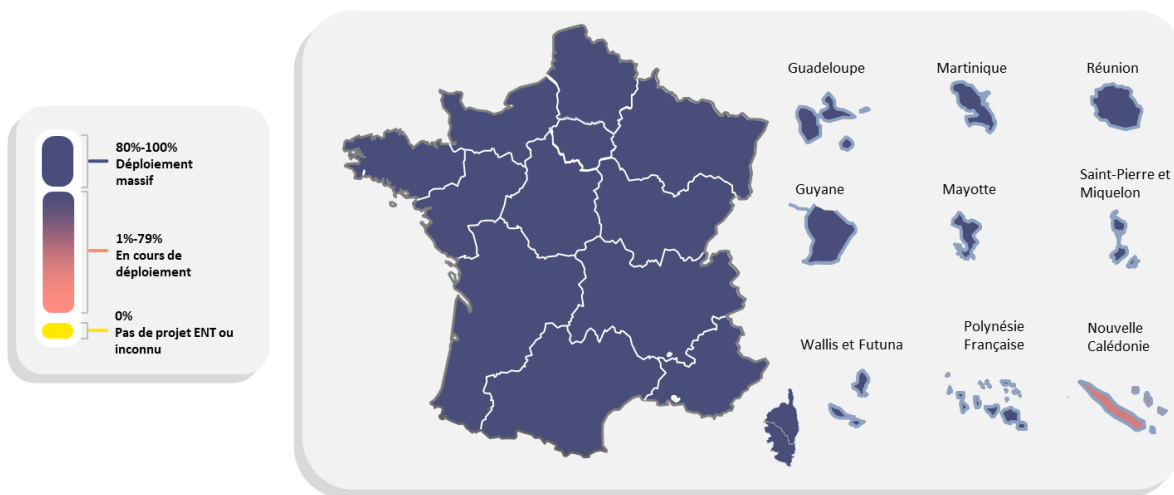 80%-100%
Déploiement
massif
1%-79%
En cours de
déploiement
0%
Pas de projet ENT ou
inconnu
Guadeloupe
Martinique
Réunion
Guyane
Mayotte
Saint-Pierre et
Miquelon
Wallis et Futuna
Polynésie
Française
Nouvelle
Calédonie